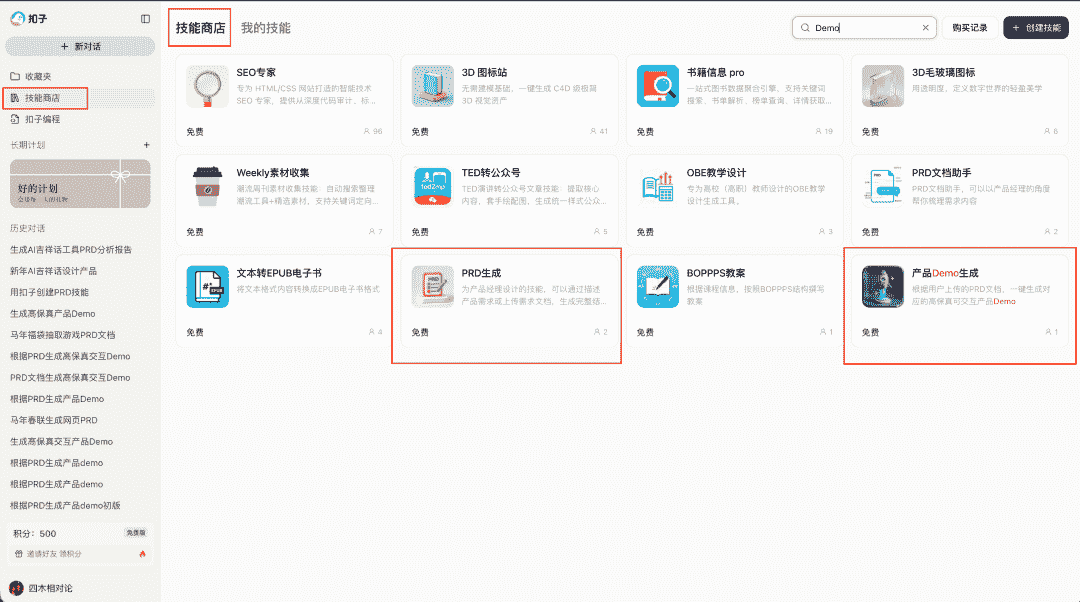 扣子
+ 新对话
收藏夹
技能商店
扣子编程
长期计划
+
好的计划
历史对话
生成AI吉祥话工具PRD分析报告
新年AI吉祥话设计产品
用扣子创建PRD技能
生成高保真产品Demo
马年福袋抽取游戏PRD文档
根据PRD生成高保真交互Demo
PRD文档生成高保真交互Demo
根据PRD生成产品Demo
马年春联生成网页PRD
生成高保真交互产品Demo
根据PRD生成产品demo
根据PRD生成产品demo
根据PRD生成产品demo初版
积分：500
免费版
邀请好友 领积分
四木相对论
技能商店
我的技能
Demo
购买记录
+ 创建技能
SEO专家
专为 HTML/CSS 网站打造的智能技术
SEO 专家，提供从深度代码审计、标...
免费
96
3D 图标站
无需建模基础，一键生成 C4D 级极简
3D 视觉资产
免费
41
书籍信息 pro
一站式图书数据聚合引擎，支持关键词
搜索、书单解析、榜单查询、详情获取...
免费
19
3D毛玻璃图标
用透明度，定义数字世界的轻盈美学
免费
6
Weekly素材收集
潮流周刊素材收集技能，自动搜索整理
潮流工具+精选素材，支持关键词定向...
免费
7
TED转公众号
TED演讲转公众号文章技能：提取核心
内容，套手绘配图，生成统一样式公众...
免费
5
OBE教学设计
专为高校（高职）教师设计的OBE教学
设计生成工具，
免费
3
PRD文档助手
PRD文档助手，可以以产品经理的角度
帮你梳理需求内容
免费
2
文本转EPUB电子书
将文本格式内容转换成EPUB电子书格式
免费
4
PRD生成
为产品经理设计的技能，可以通过描述
产品需求或上传需求文档，生成完整结...
免费
2
BOPPPS教案
根据课程信息，按照BOPPPS结构撰写
教案
免费
1
产品Demo生成
根据用户上传的PRD文档，一键生成对
应的高保真可交互产品Demo
免费
1